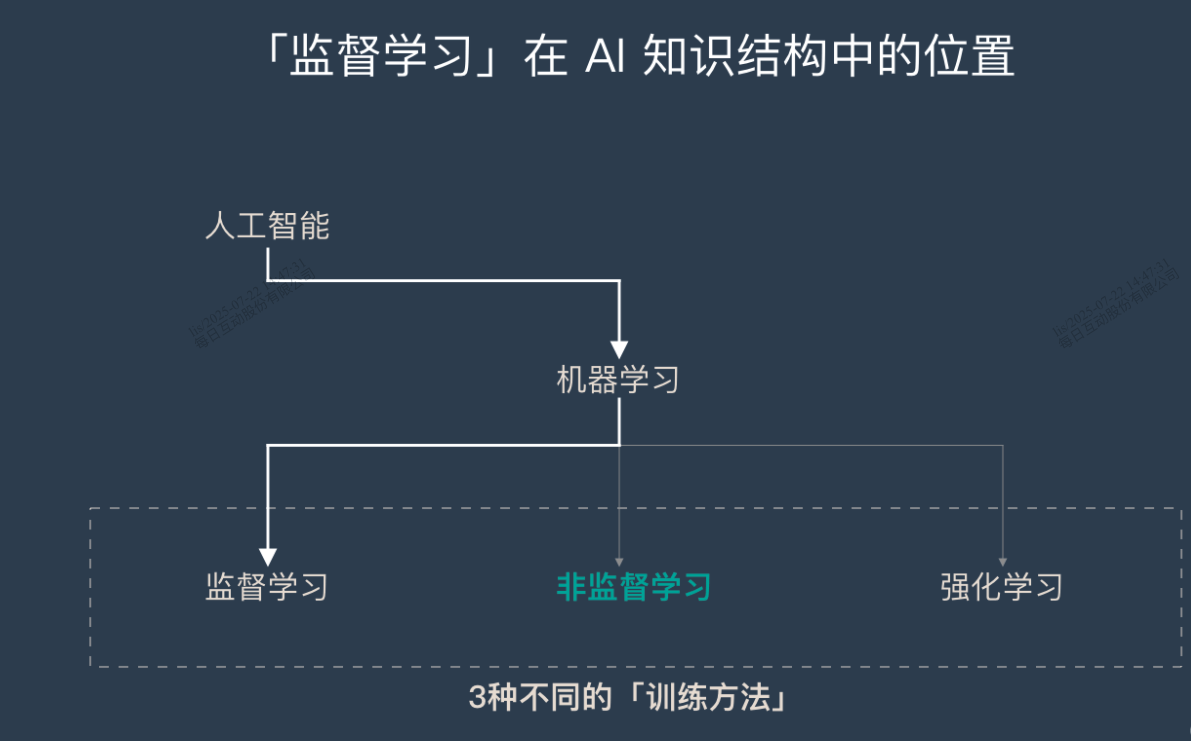 「监督学习」在 AI 知识结构中的位置
人工智能
机器学习
监督学习
非监督学习
强化学习
3种不同的「训练方法」
每日互动股份有限公司
每日互动股份有限公司